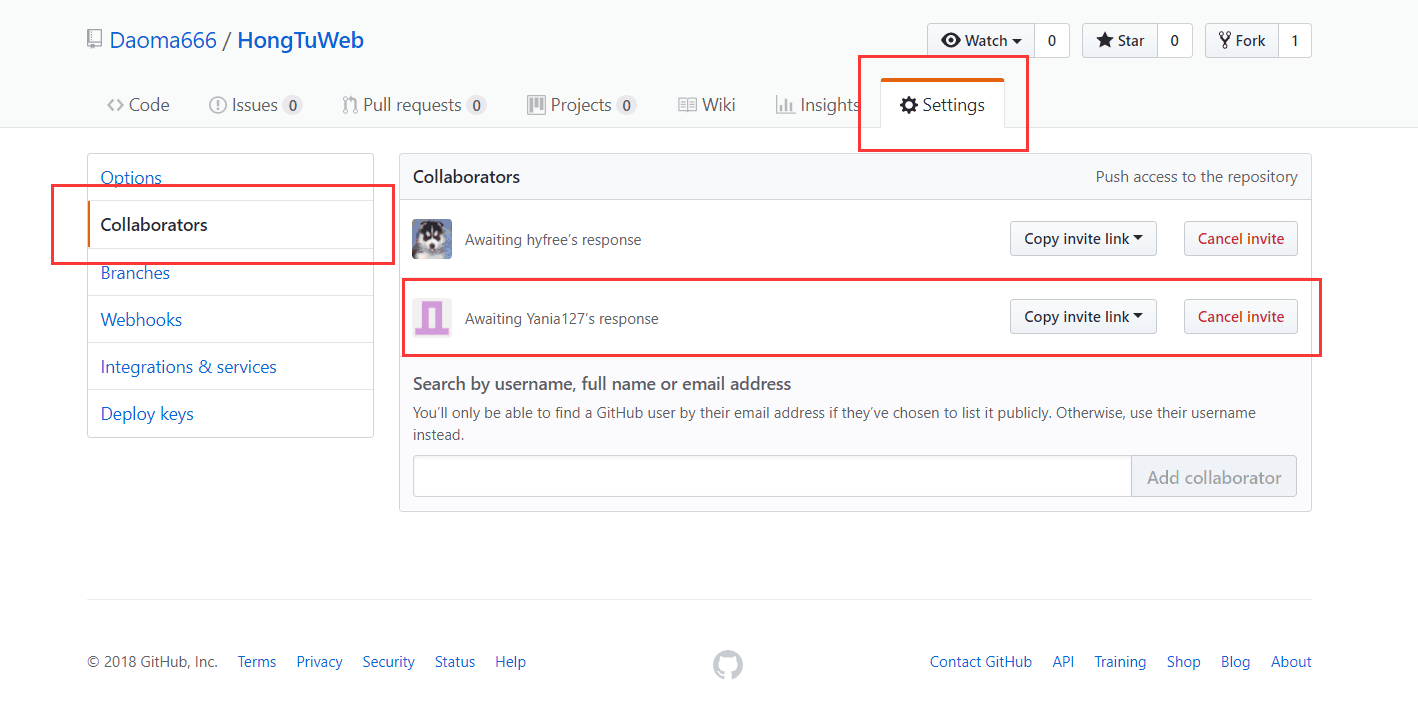 Daoma666 / HongTuWeb
Watch 0 Star 0 Fork 1
Code Issues 0 Pull requests 0 Projects 0 Wiki Insights Settings
Options
Collaborators
Branches
Webhooks
Integrations & services
Deploy keys
Collaborators Push access to the repository
Awaiting hyfree’s response Copy invite link Cancel invite
Awaiting Yania127’s response Copy invite link Cancel invite
Search by username, full name or email address
You’ll only be able to find a GitHub user by their email address if they’ve chosen to list it publicly. Otherwise, use their username
instead.
Add collaborator
© 2018 GitHub, Inc. Terms Privacy Security Status Help Contact GitHub API Training Shop Blog About